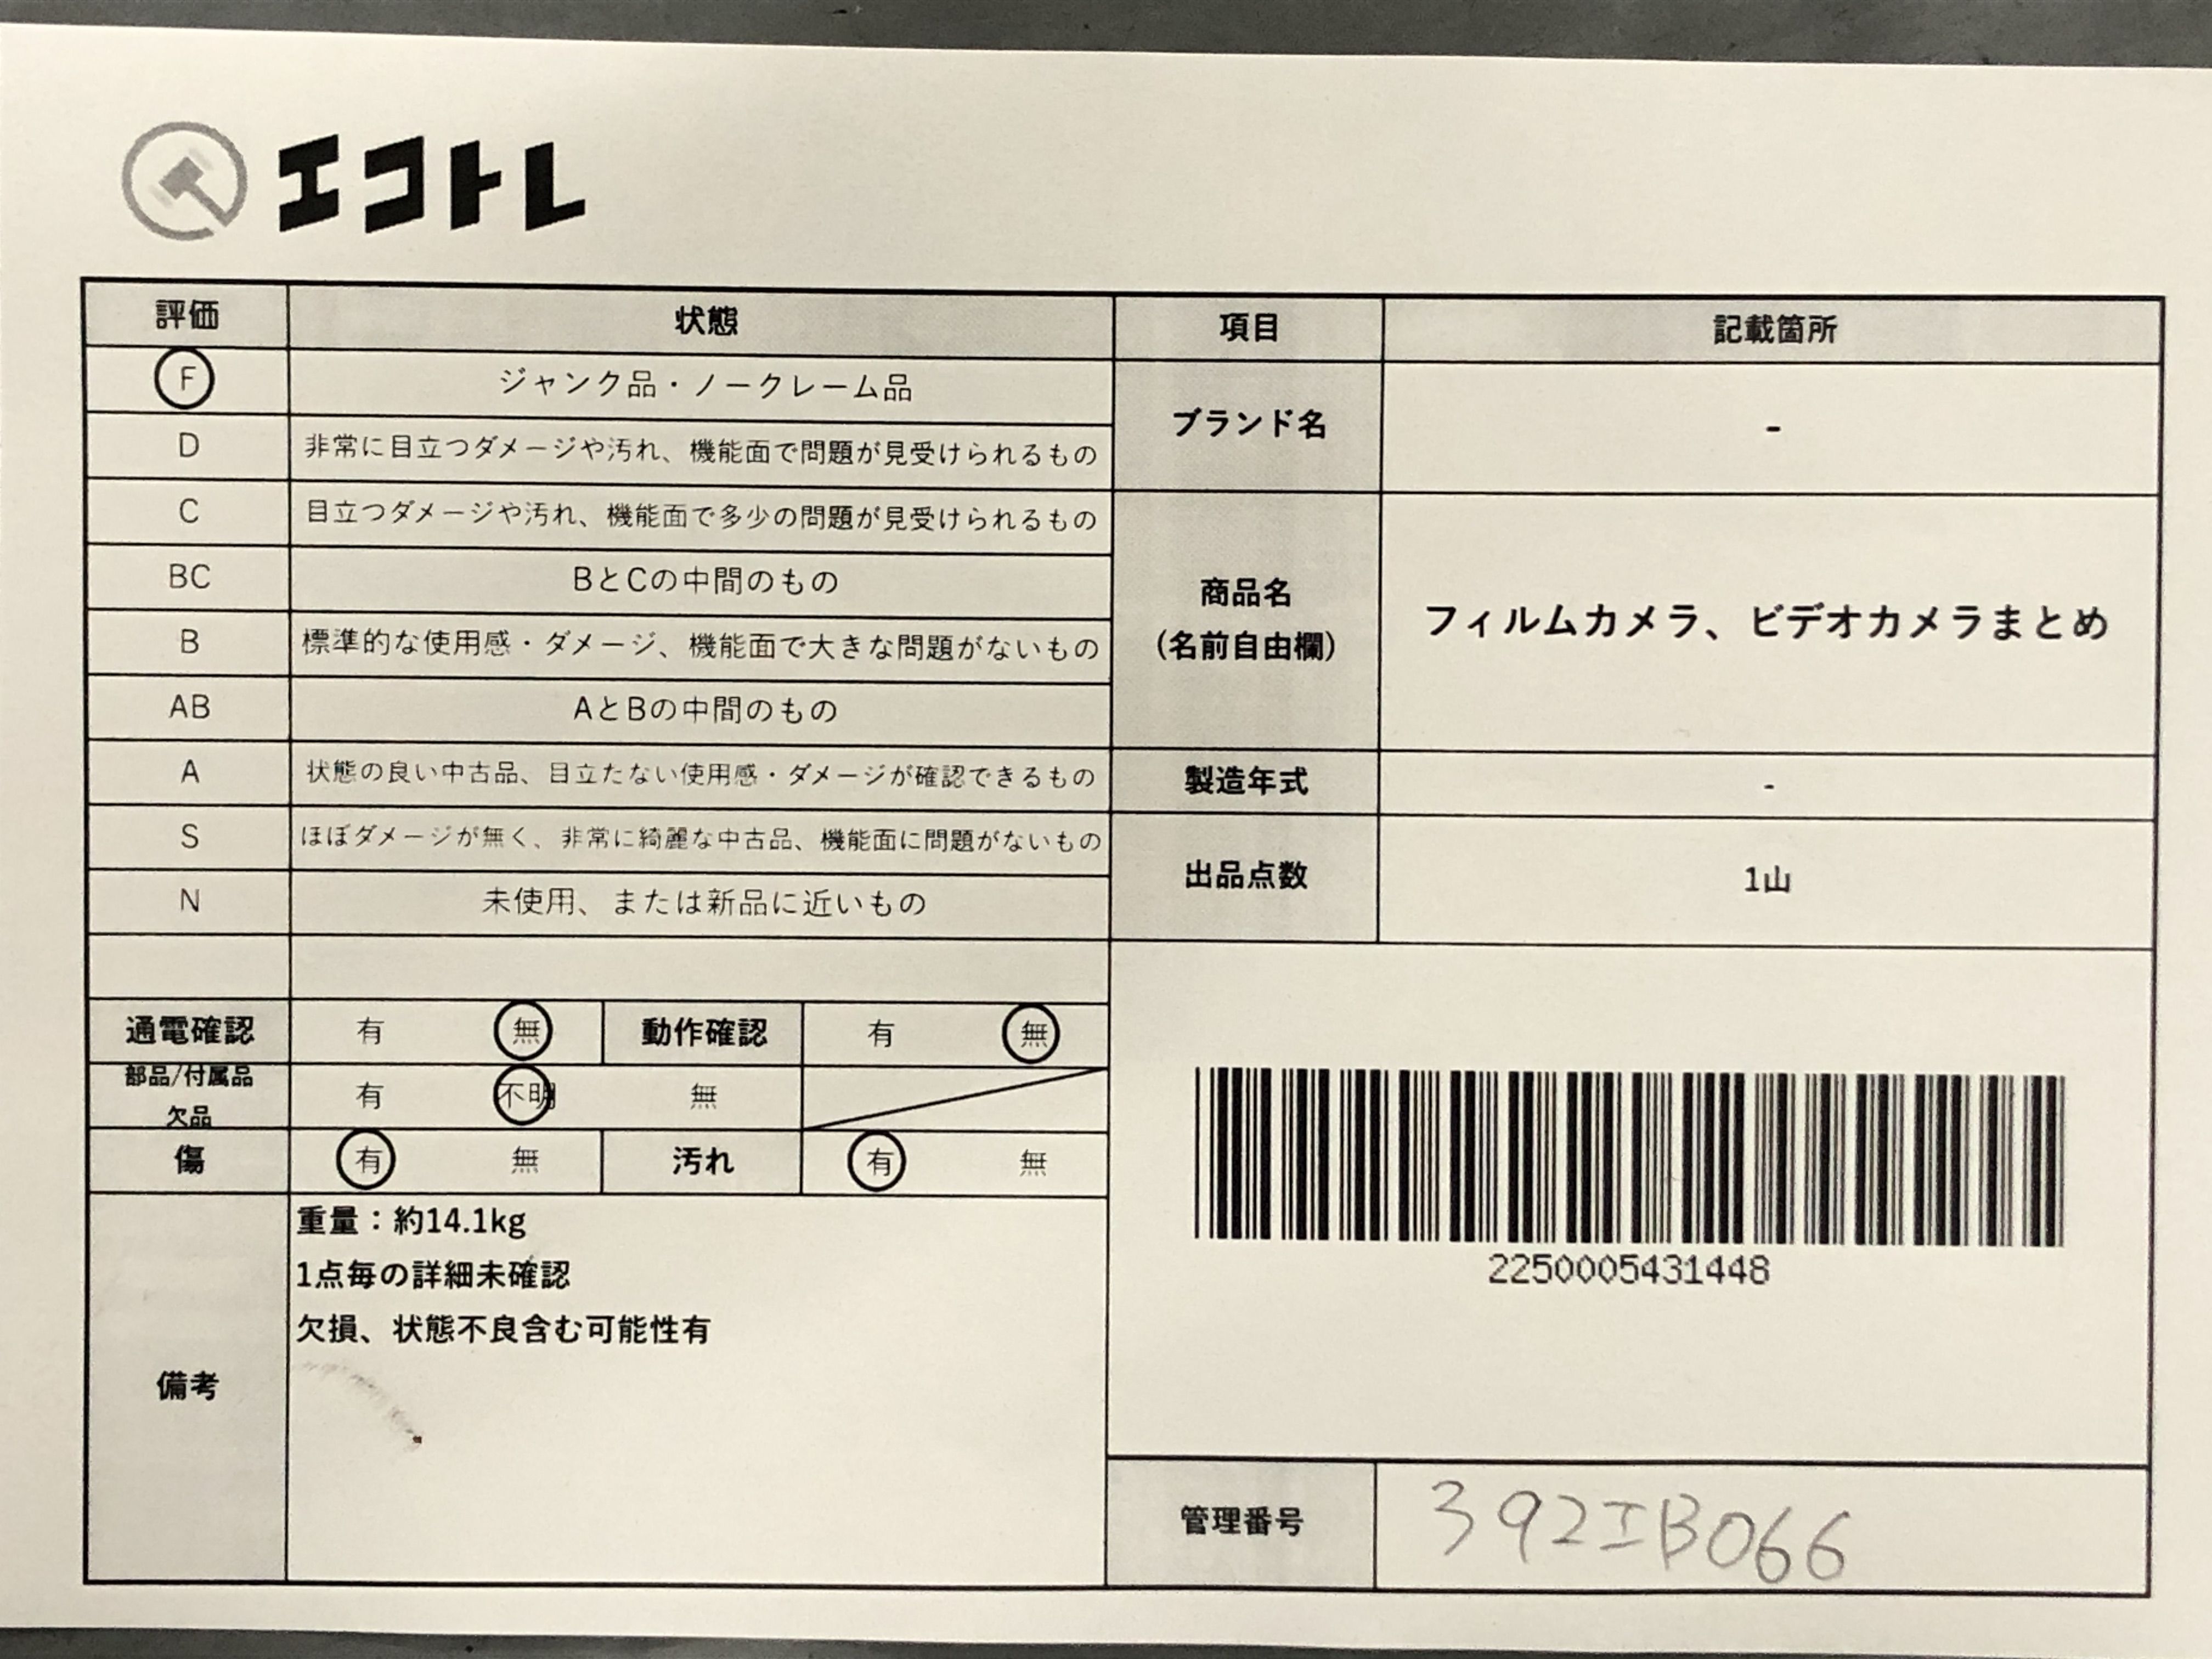 エコトレ
評価 状態 項目 記載箇所
F ジャンク品・ノークレーム品
D 非常に目立つダメージや汚れ、機能面で問題が見受けられるもの
ブランド名 -
C 目立つダメージや汚れ、機能面で多少の問題が見受けられるもの
BC BとCの中間のもの
B 標準的な使用感・ダメージ、機能面で大きな問題がないもの
AB AとBの中間のもの
商品名
(名前自由欄)
フィルムカメラ、ビデオカメラまとめ
A 状態の良い中古品、目立たない使用感・ダメージが確認できるもの
製造年式 -
S ほぼダメージが無く、非常に綺麗な中古品、機能面に問題がないもの
N 未使用、または新品に近いもの
出品点数 1山
通電確認 有 無 動作確認 有 無
部品/付属品
欠品
有 不明 無
傷 有 無 汚れ 有 無
備考
重量：約14.1kg
1点毎の詳細未確認
欠損、状態不良含む可能性有
2250005431448
管理番号 392IB066